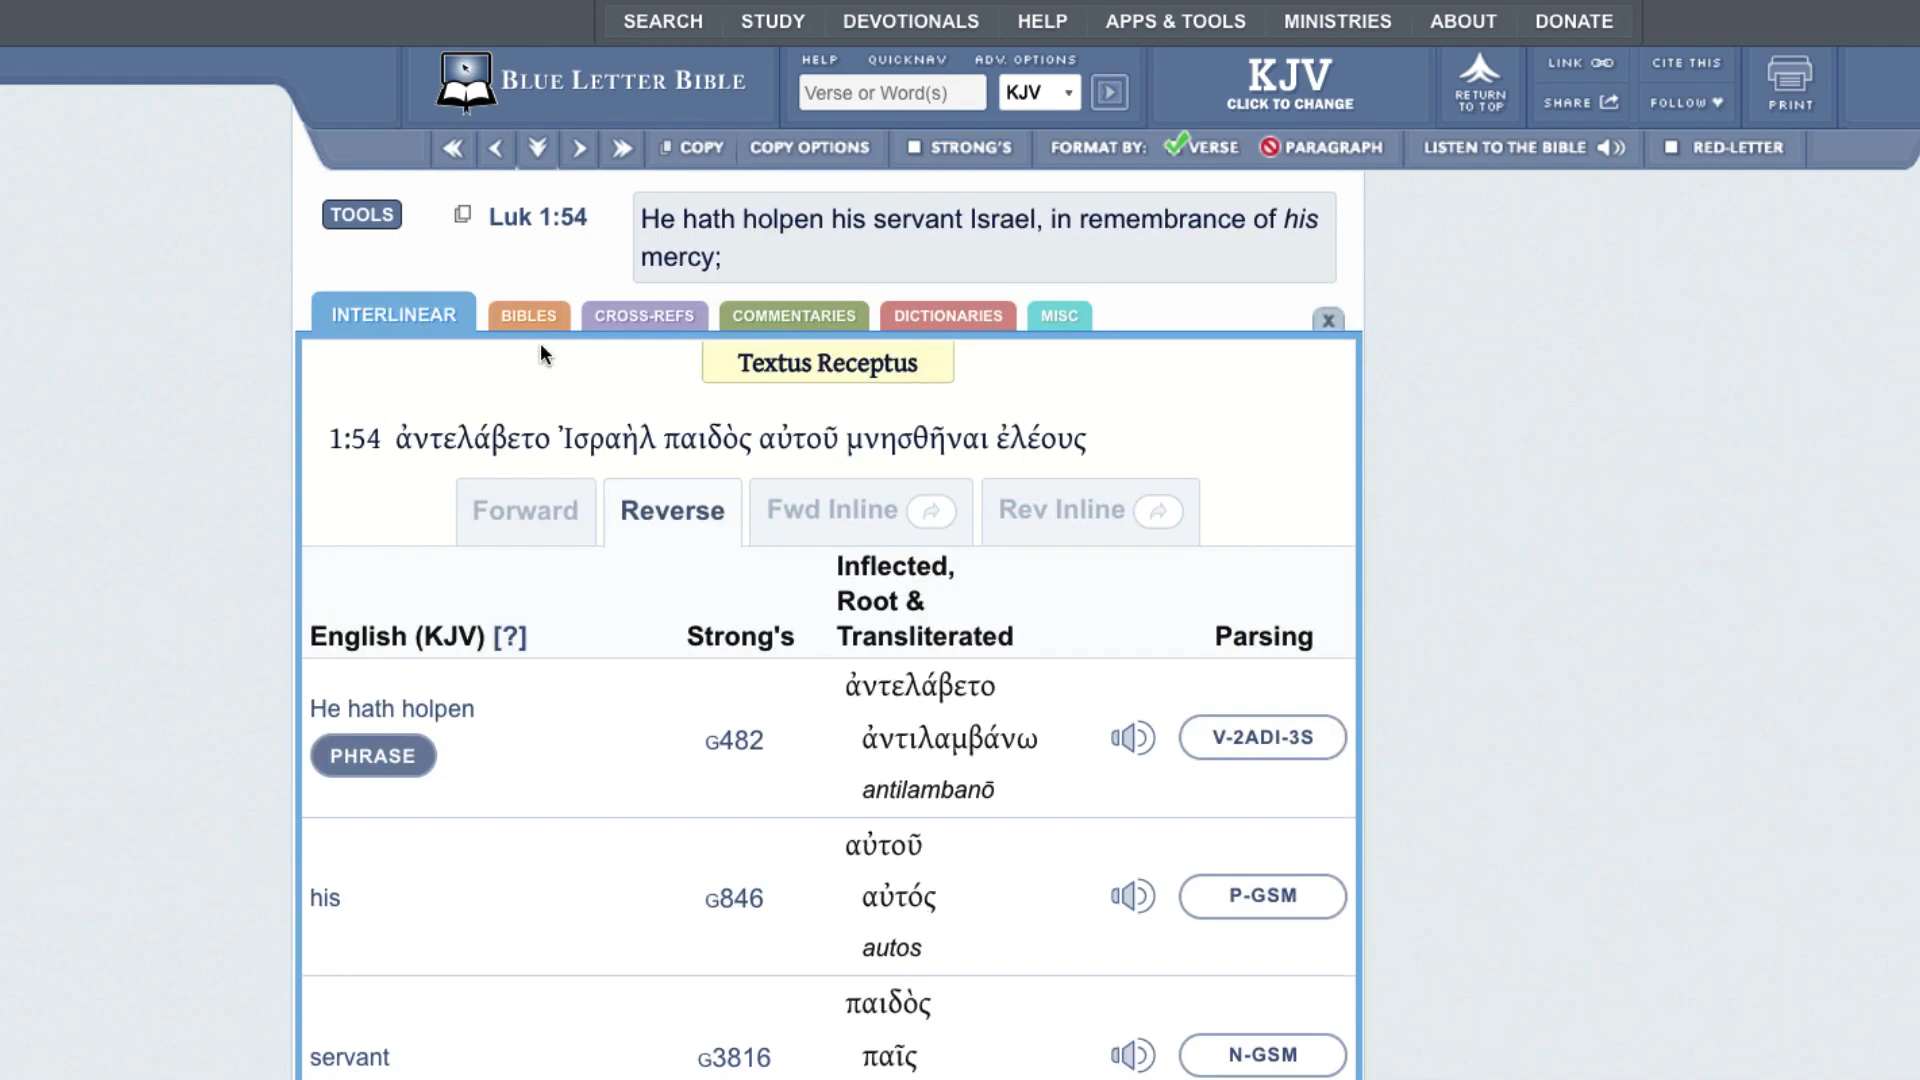 SEARCH STUDY DEVOTIONALS HELP APPS & TOOLS MINISTRIES ABOUT DONATE
BLUE LETTER BIBLE
HELP QUICKNAV ADV. OPTIONS
Verse or Word(s) KJV
KJV
CLICK TO CHANGE
RETURN
TO TOP
LINK
SHARE
CITE THIS
FOLLOW
PRINT
COPY COPY OPTIONS STRONG'S FORMAT BY: VERSE PARAGRAPH LISTEN TO THE BIBLE RED-LETTER
TOOLS Luk 1:54 He hath holpen his servant Israel, in remembrance of his
mercy;
INTERLINEAR BIBLES CROSS-REFS COMMENTARIES DICTIONARIES MISC X
Textus Receptus
1:54 ἀντελάβετο Ἰσραὴλ παιδὸς αὐτοῦ μνησθῆναι ἐλέους
Forward Reverse Fwd Inline Rev Inline
Inflected,
Root &
English (KJV) [?] Strong's Transliterated Parsing
ἀντελάβετο
He hath holpen
PHRASE G482 ἀντιλαμβάνω V-2ADI-3S
antilambanō
αὐτοῦ
his G846 αὐτός P-GSM
autos
παιδὸς
servant G3816 παῖς N-GSM